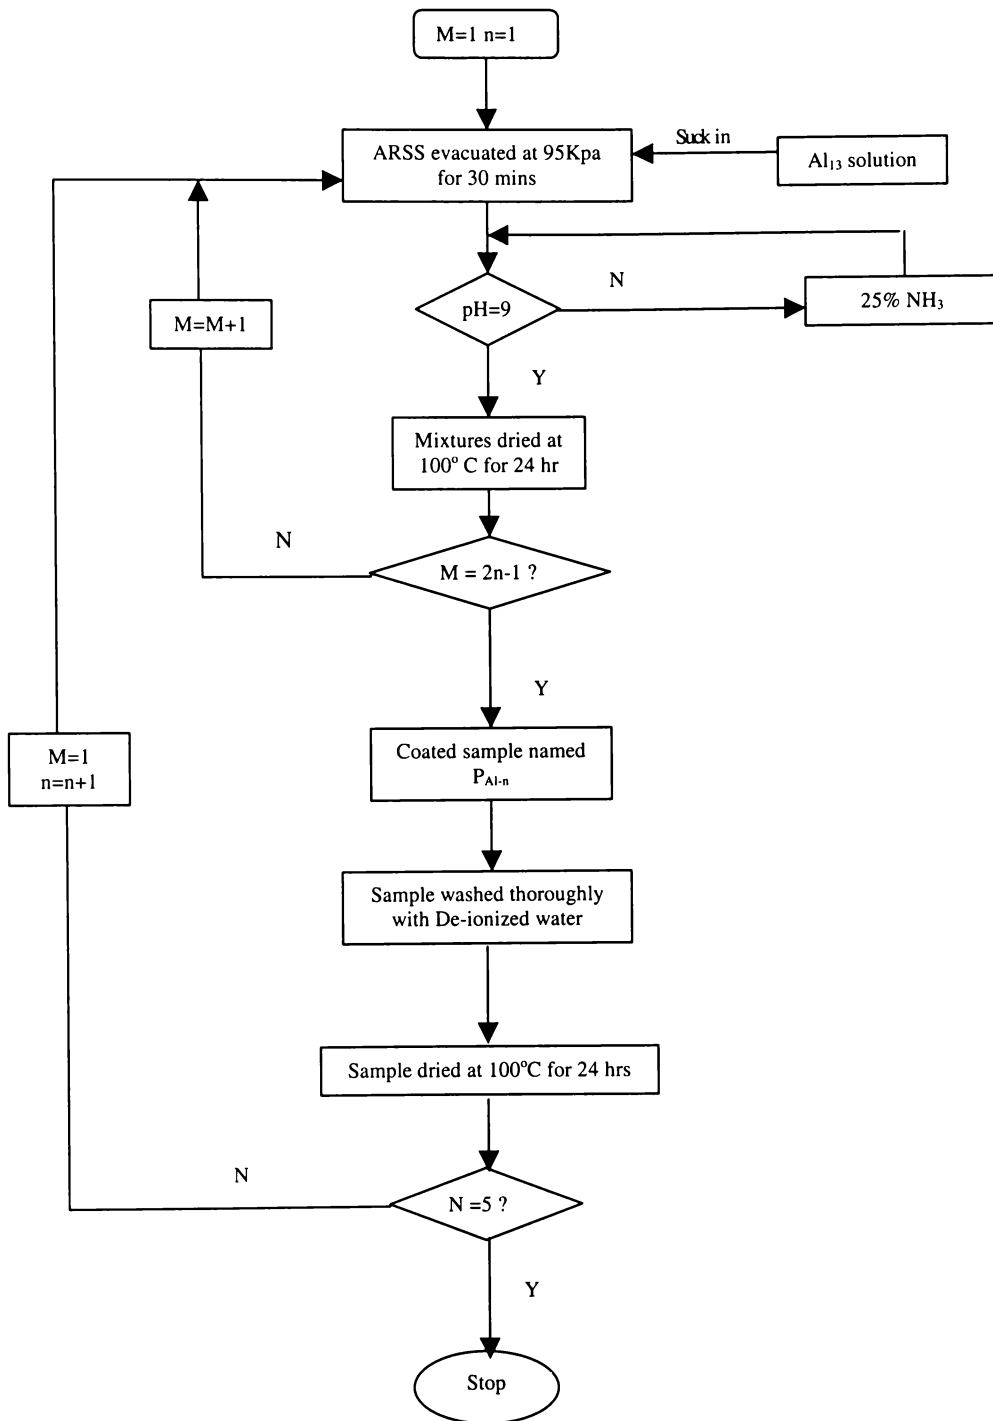 M=1 n=1
ARSS evacuated at 95Kpa
for 30 mins
Suck in
Al₁₃ solution
N
25% NH₃
pH=9
Y
M=M+1
Mixtures dried at
100° C for 24 hr
N
M = 2n-1 ?
Y
M=1
n=n+1
Coated sample named
P_Al-n
Sample washed thoroughly
with De-ionized water
Sample dried at 100°C for 24 hrs
N
N =5 ?
Y
Stop